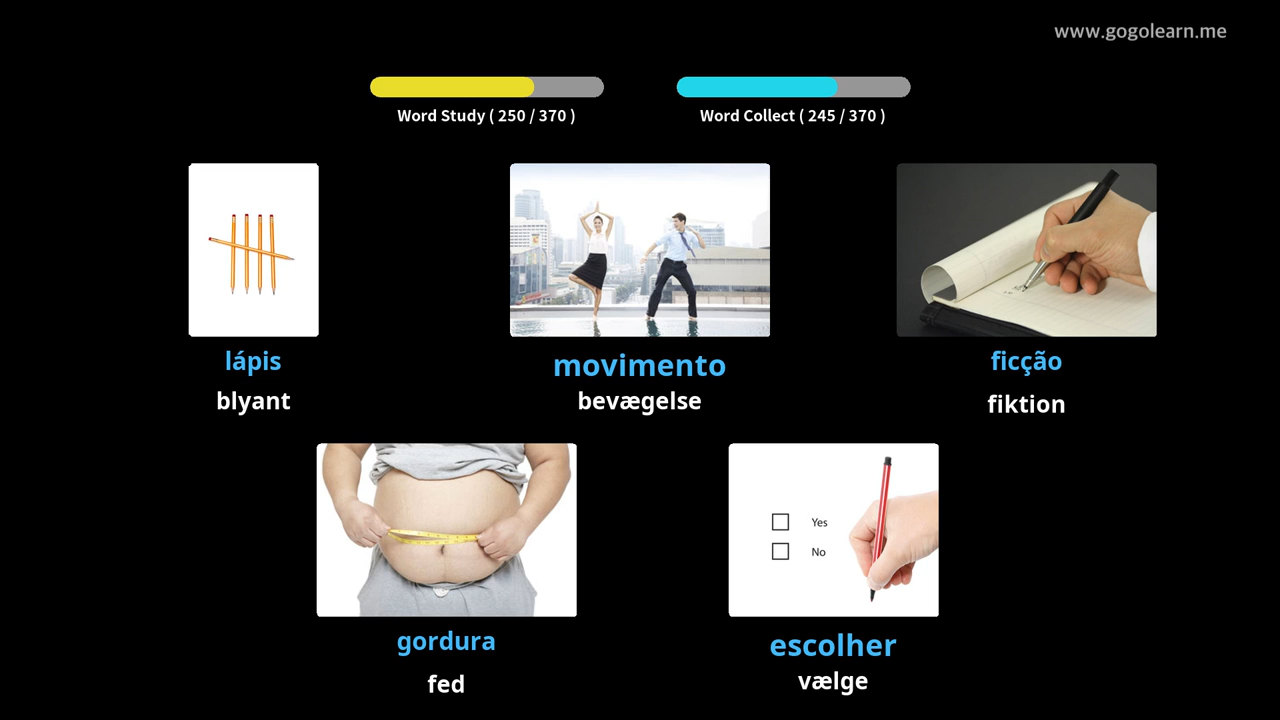 www.gogolearn.me
Word Study ( 250 / 370 )
Word Collect ( 245 / 370 )
lápis
blyant
movimento
bevægelse
ficção
fiktion
gordura
fed
Yes
No
escolher
vælge